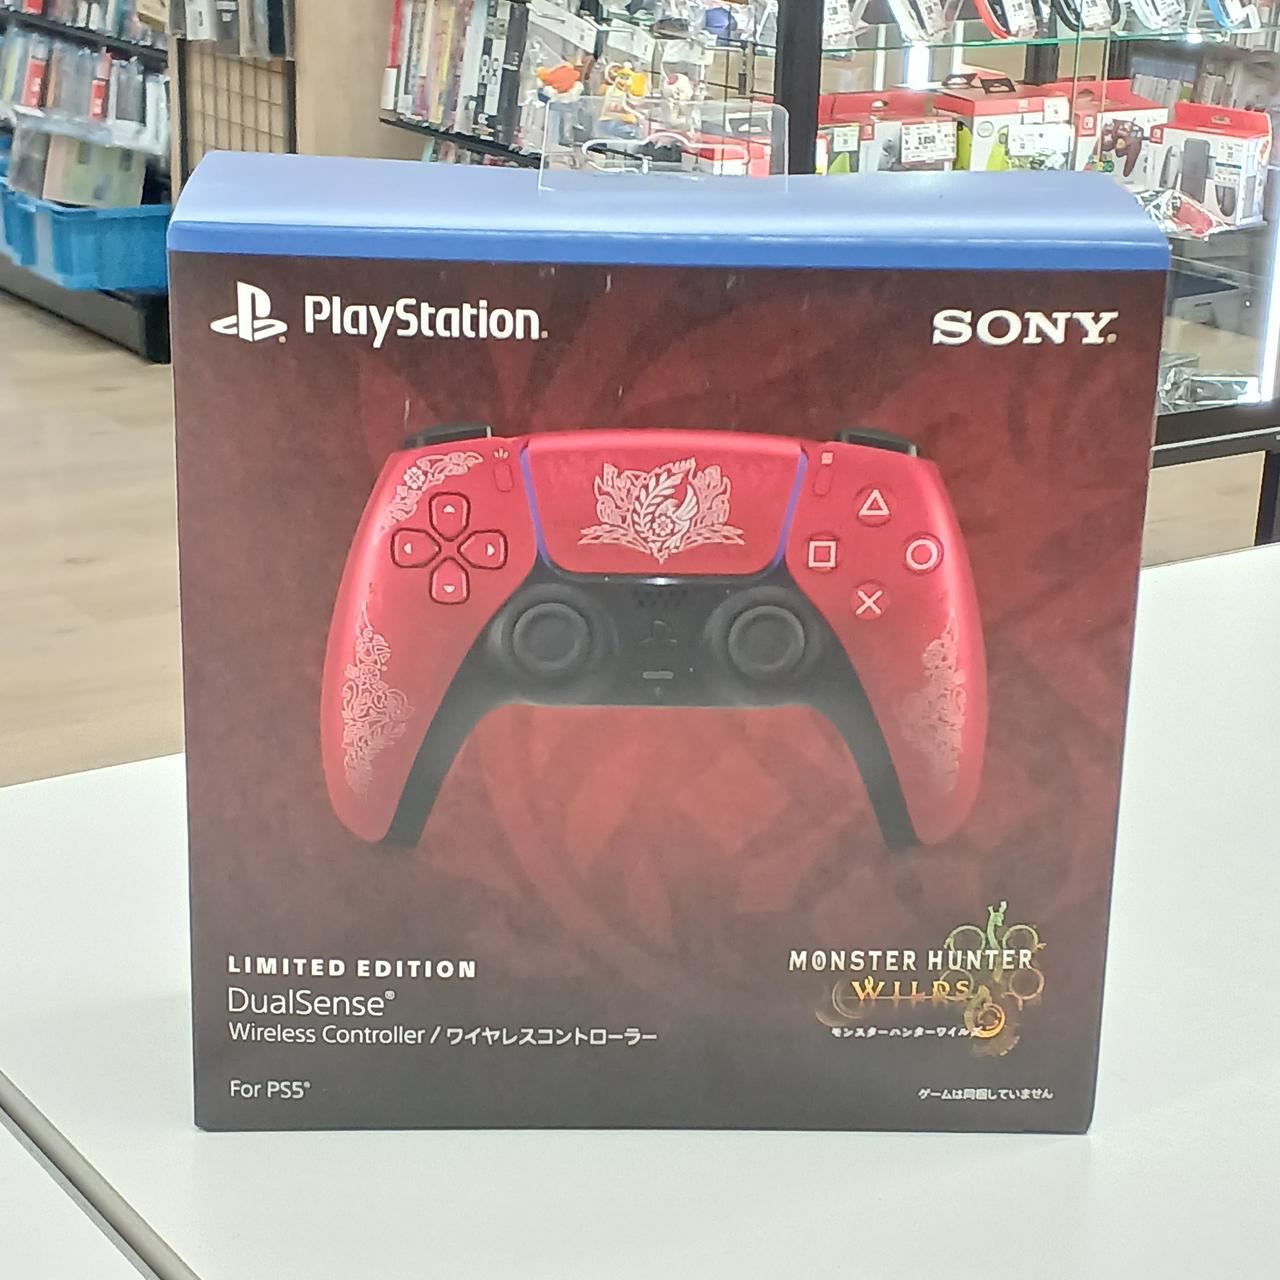 PlayStation®
SONY®
LIMITED EDITION
DualSense®
Wireless Controller / ワイヤレスコントローラー
For PS5®
MONSTER HUNTER
WILDS
モンスターハンターワイルズ
ゲームは同梱していません